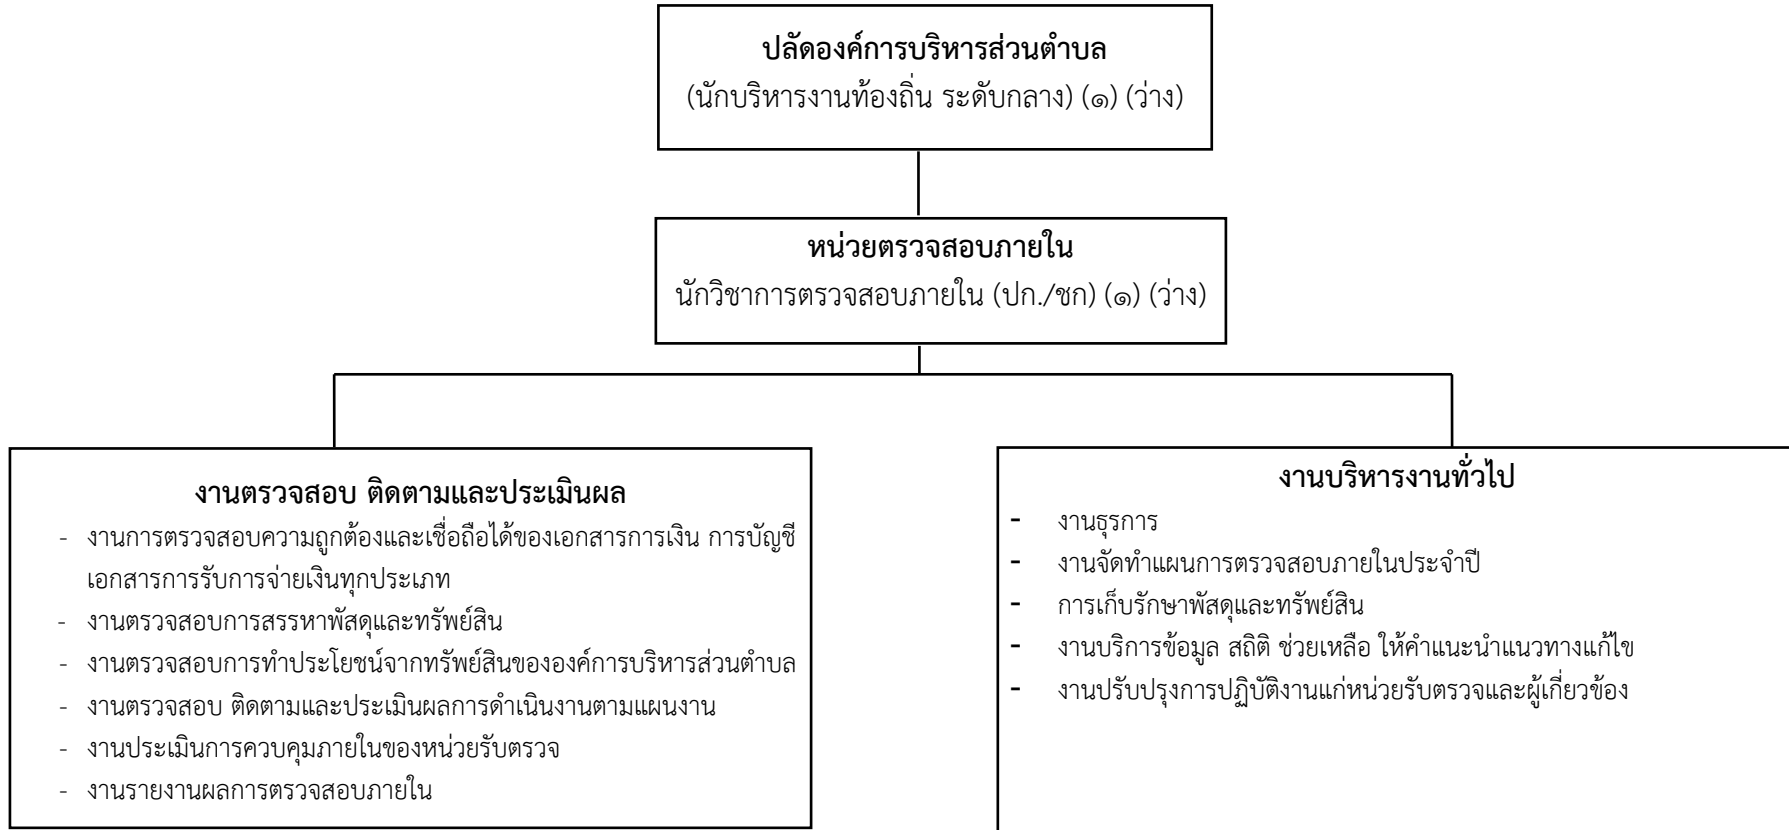 ปลัดองค์การบริหารส่วนตำบล
(นักบริหารงานท้องถิ่น ระดับกลาง) (๑) (ว่าง)
หน่วยตรวจสอบภายใน
นักวิชาการตรวจสอบภายใน (ปก./ชก) (๑) (ว่าง)
งานตรวจสอบ ติดตามและประเมินผล
- งานการตรวจสอบความถูกต้องและเชื่อถือได้ของเอกสารการเงิน การบัญชี
เอกสารการรับการจ่ายเงินทุกประเภท
- งานตรวจสอบการสรรหาพัสดุและทรัพย์สิน
- งานตรวจสอบการทำประโยชน์จากทรัพย์สินขององค์การบริหารส่วนตำบล
- งานตรวจสอบ ติดตามและประเมินผลการดำเนินงานตามแผนงาน
- งานประเมินการควบคุมภายในของหน่วยรับตรวจ
- งานรายงานผลการตรวจสอบภายใน
งานบริหารงานทั่วไป
- งานธุรการ
- งานจัดทำแผนการตรวจสอบภายในประจำปี
- การเก็บรักษาพัสดุและทรัพย์สิน
- งานบริการข้อมูล สถิติ ช่วยเหลือ ให้คำแนะนำแนวทางแก้ไข
- งานปรับปรุงการปฏิบัติงานแก่หน่วยรับตรวจและผู้เกี่ยวข้อง